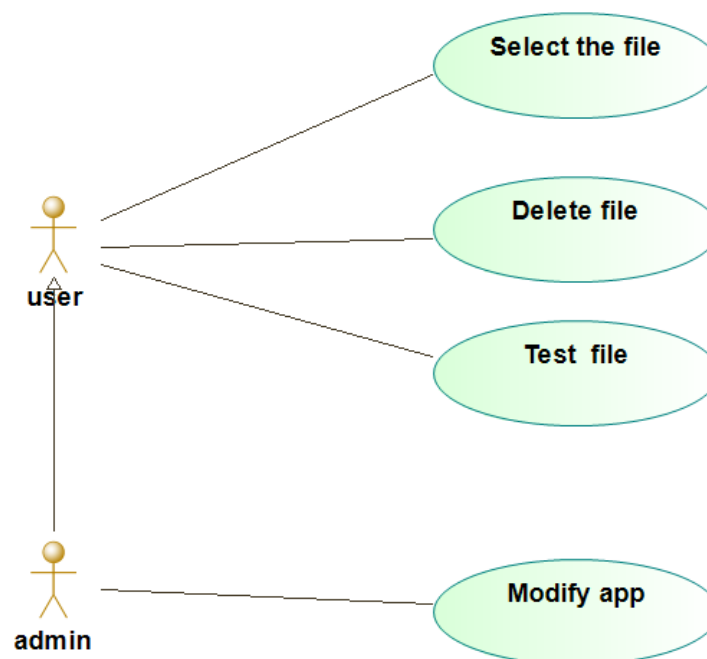 Select the file
Delete file
user
Test  file
Modify app
admin